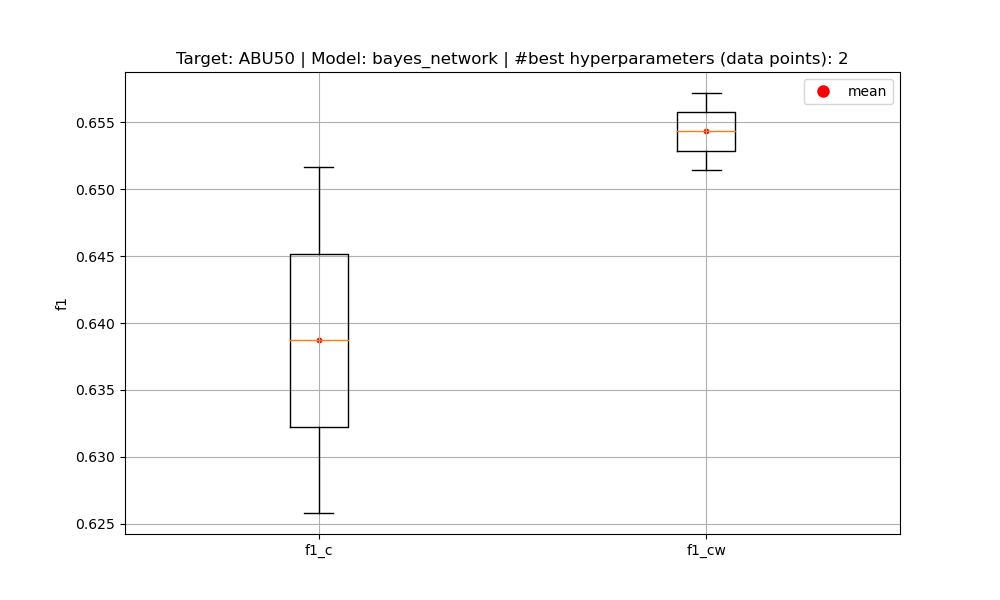 Target: ABU50 | Model: bayes_network | #best hyperparameters (data points): 2
mean
0.655
0.650
0.645
0.640
0.635
0.630
0.625
f1
f1_c
f1_cw